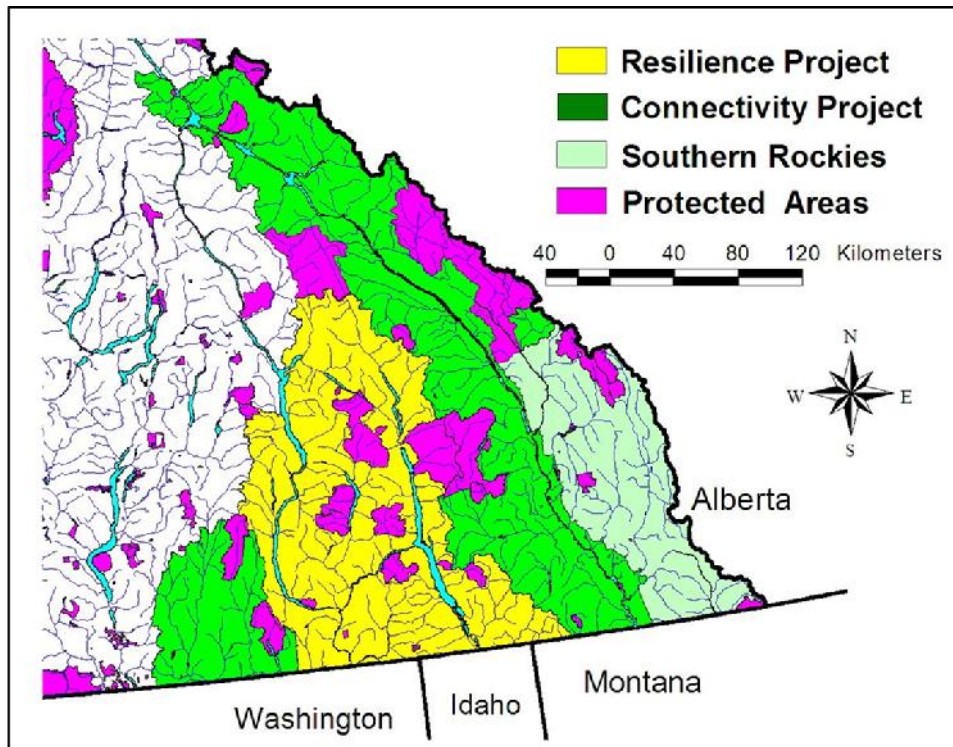 Resilience Project
Connectivity Project
Southern Rockies
Protected Areas
40 0 40 80 120 Kilometers
N
W E
S
Alberta
Montana
Idaho
Washington